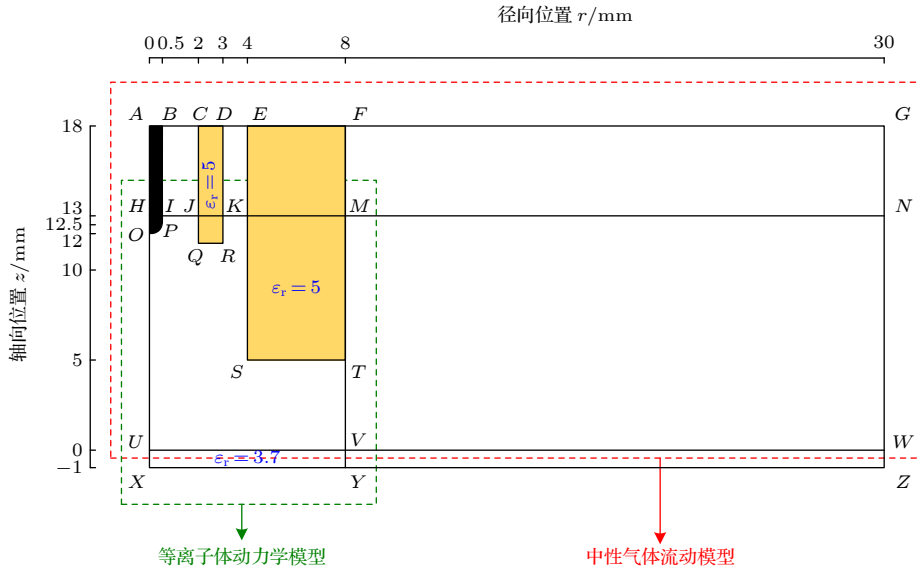 径向位置 r/mm
0 0.5 2 3 4 8 30
A B C D E F G
18
εr=5
H I J K M N
13
12.5
O P
12
Q R
10
εr=5
轴向位置 z/mm
5
S T
U V W
0
εr=3.7
−1
X Y Z
等离子体动力学模型
中性气体流动模型